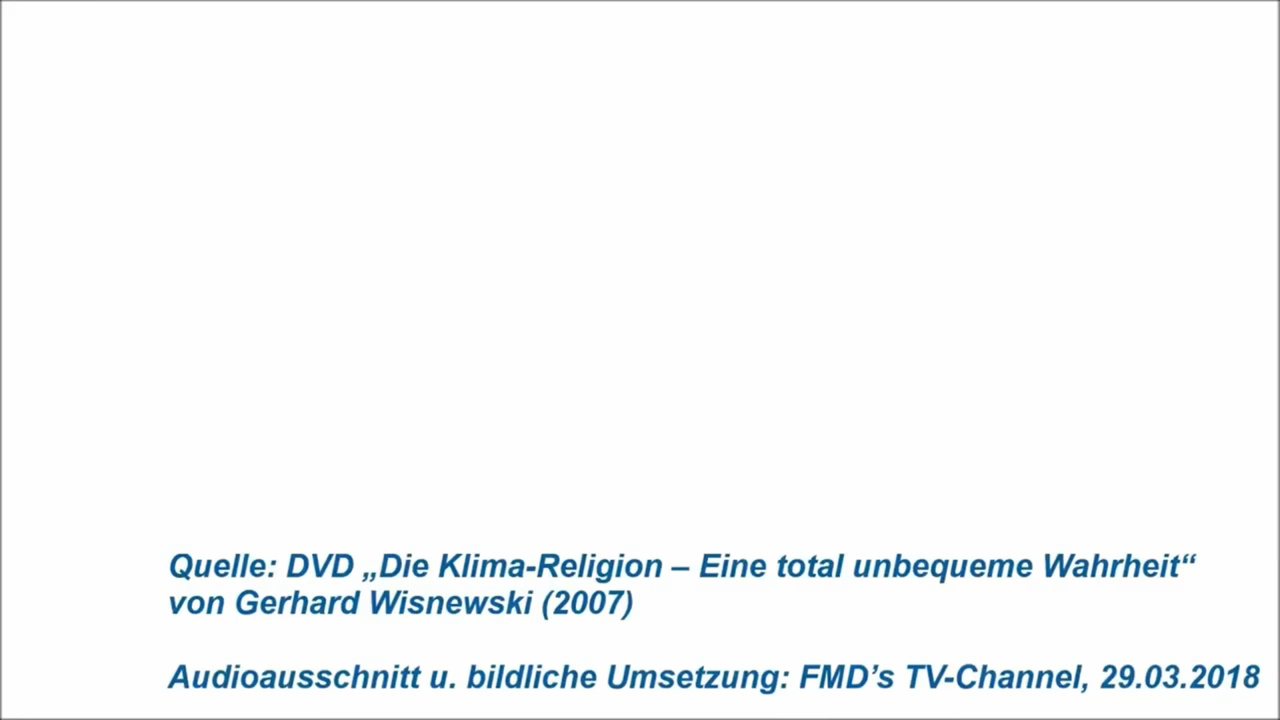 Quelle: DVD „Die Klima-Religion – Eine total unbequeme Wahrheit“
von Gerhard Wisnewski (2007)
Audioausschnitt u. bildliche Umsetzung: FMD’s TV-Channel, 29.03.2018